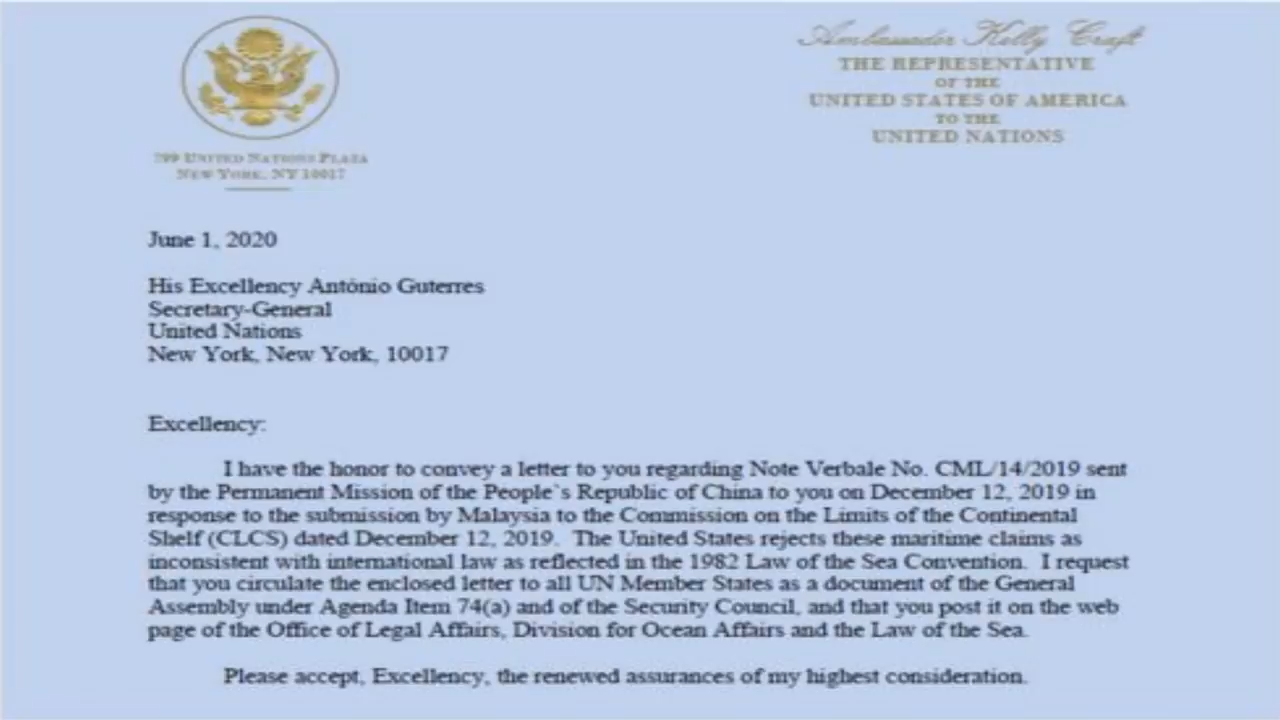 Ambassador Kelly Craft
THE REPRESENTATIVE
OF THE
UNITED STATES OF AMERICA
TO THE
UNITED NATIONS
799 UNITED NATIONS PLAZA
NEW YORK, NY 10017
June 1, 2020
His Excellency António Guterres
Secretary-General
United Nations
New York, New York, 10017
Excellency:
I have the honor to convey a letter to you regarding Note Verbale No. CML/14/2019 sent
by the Permanent Mission of the People`s Republic of China to you on December 12, 2019 in
response to the submission by Malaysia to the Commission on the Limits of the Continental
Shelf (CLCS) dated December 12, 2019. The United States rejects these maritime claims as
inconsistent with international law as reflected in the 1982 Law of the Sea Convention. I request
that you circulate the enclosed letter to all UN Member States as a document of the General
Assembly under Agenda Item 74(a) and of the Security Council, and that you post it on the web
page of the Office of Legal Affairs, Division for Ocean Affairs and the Law of the Sea.
Please accept, Excellency, the renewed assurances of my highest consideration.